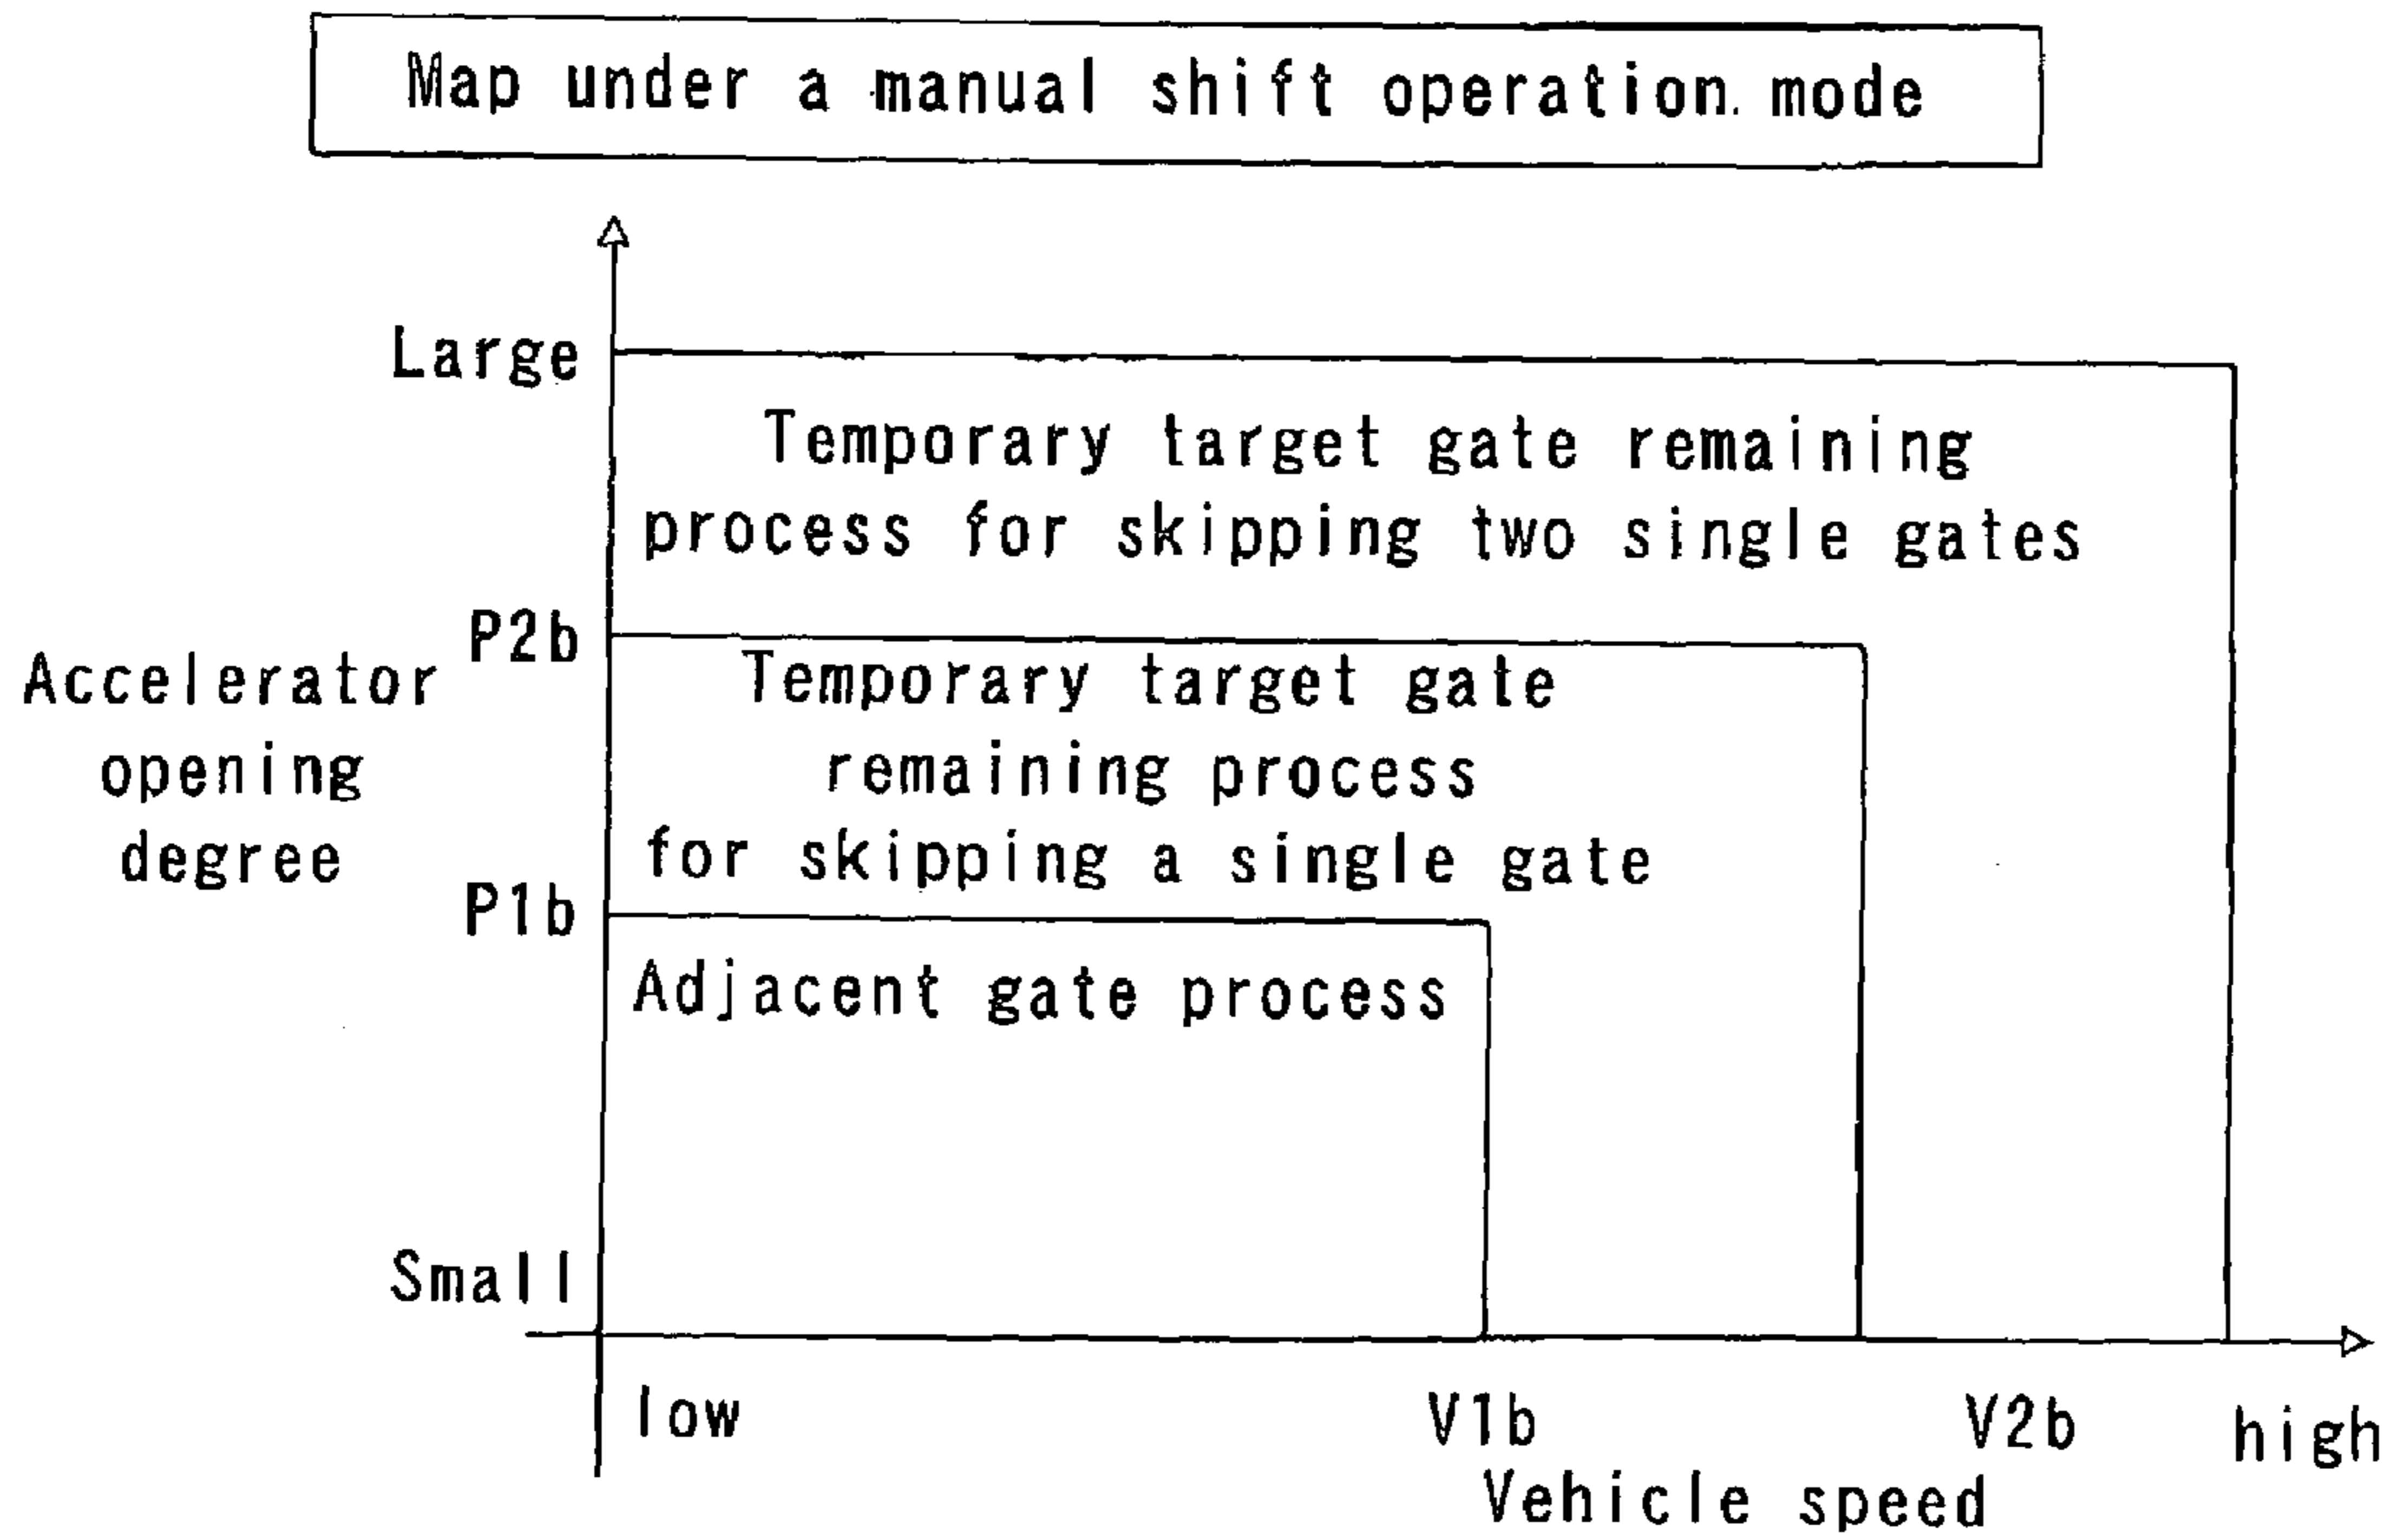 Map under a manual shift operation. mode
Large
Temporary target gate remaining
process for skipping two single gates
P2b
Accelerator
opening
degree
Temporary target gate
remaining process
for skipping a single gate
P1b
Adjacent gate process
Small
low
V1b
V2b
high
Vehicle speed